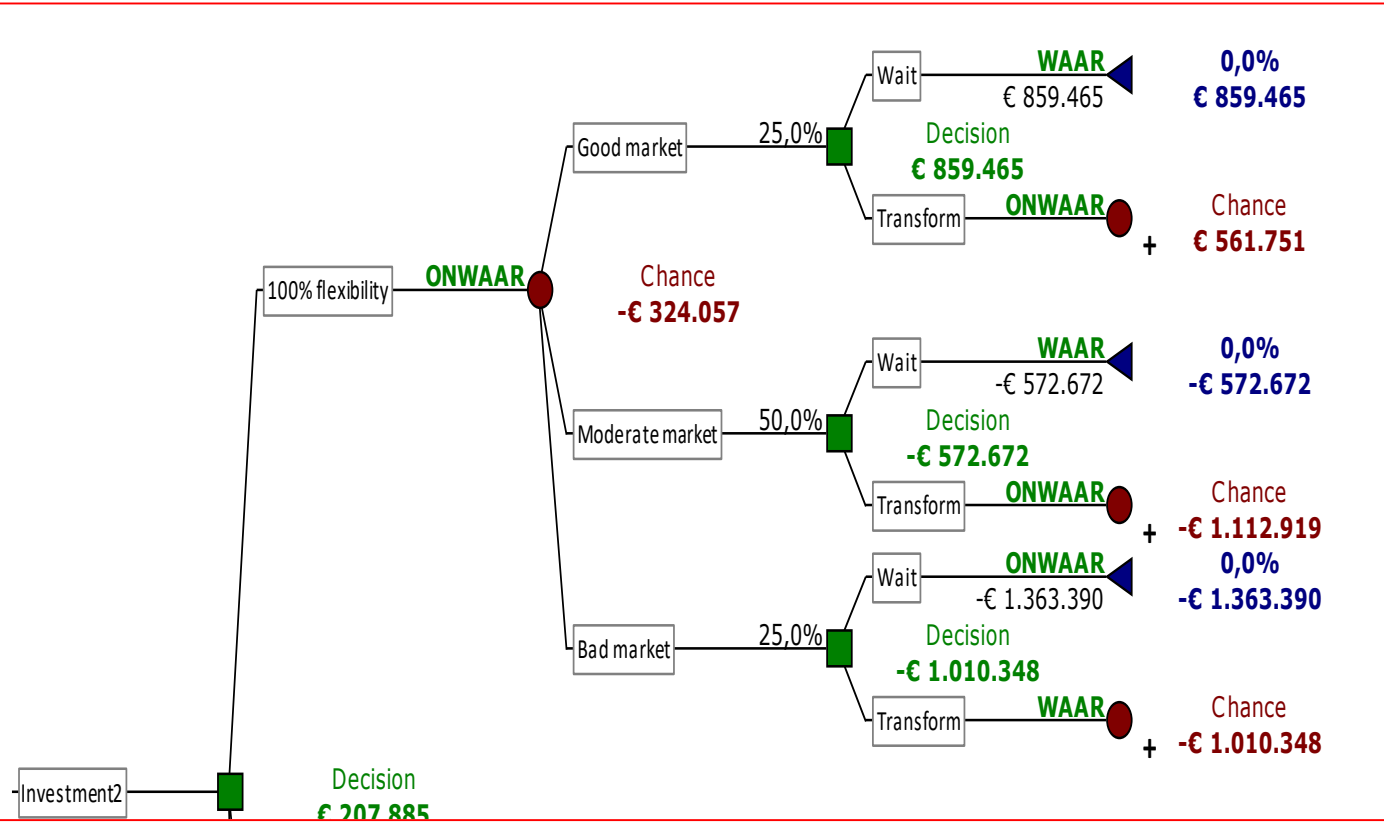 Wait
WAAR
0,0%
€ 859.465
€ 859.465
Good market
25,0%
Decision
€ 859.465
Transform
ONWAAR
Chance
+
€ 561.751
100% flexibility
ONWAAR
Chance
-€ 324.057
Wait
WAAR
0,0%
-€ 572.672
-€ 572.672
Moderate market
50,0%
Decision
-€ 572.672
Transform
ONWAAR
Chance
+
-€ 1.112.919
Wait
ONWAAR
0,0%
-€ 1.363.390
-€ 1.363.390
Bad market
25,0%
Decision
-€ 1.010.348
Transform
WAAR
Chance
+
-€ 1.010.348
Investment2
Decision
€ 207.885